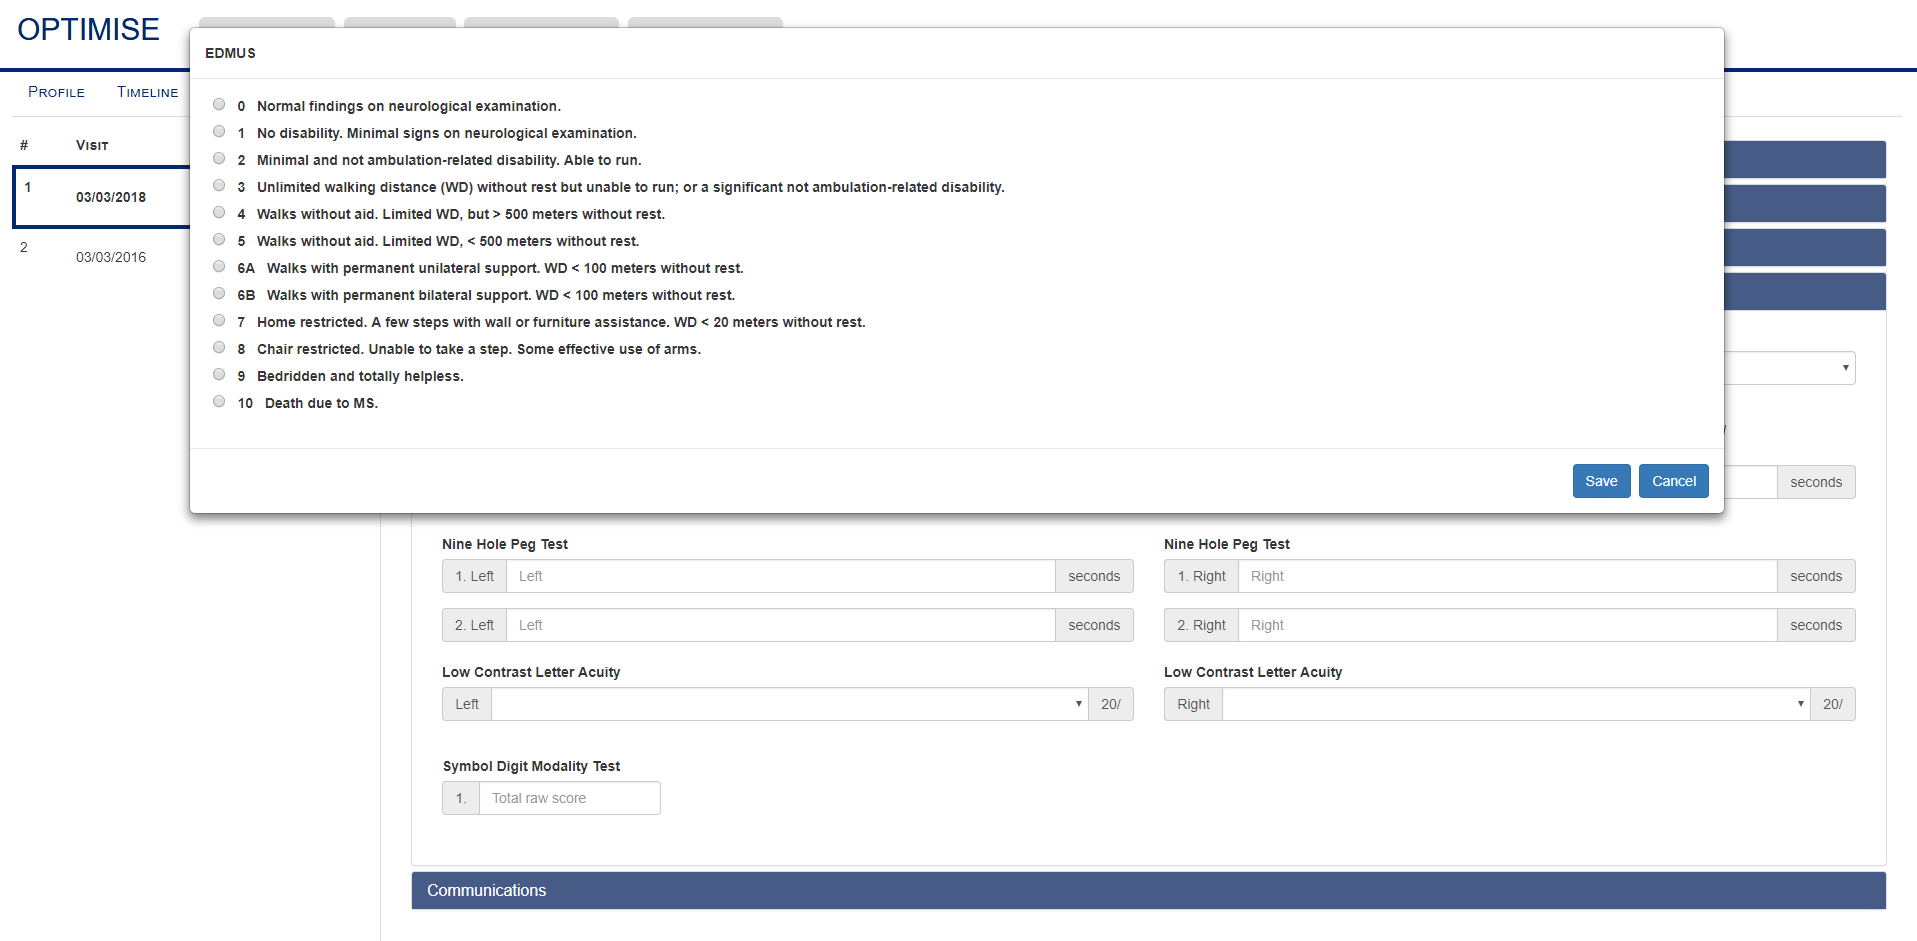 OPTIMISE
EDMUS
PROFILE TIMELINE
0 Normal findings on neurological examination.
1 No disability. Minimal signs on neurological examination.
# VISIT
2 Minimal and not ambulation-related disability. Able to run.
1 03/03/2018
3 Unlimited walking distance (WD) without rest but unable to run; or a significant not ambulation-related disability.
4 Walks without aid. Limited WD, but > 500 meters without rest.
5 Walks without aid. Limited WD, < 500 meters without rest.
2 03/03/2016
6A Walks with permanent unilateral support. WD < 100 meters without rest.
6B Walks with permanent bilateral support. WD < 100 meters without rest.
7 Home restricted. A few steps with wall or furniture assistance. WD < 20 meters without rest.
8 Chair restricted. Unable to take a step. Some effective use of arms.
9 Bedridden and totally helpless.
10 Death due to MS.
Save Cancel
seconds
Nine Hole Peg Test Nine Hole Peg Test
1. Left Left seconds 1. Right Right seconds
2. Left Left seconds 2. Right Right seconds
Low Contrast Letter Acuity Low Contrast Letter Acuity
Left 20/ Right 20/
Symbol Digit Modality Test
1. Total raw score
Communications